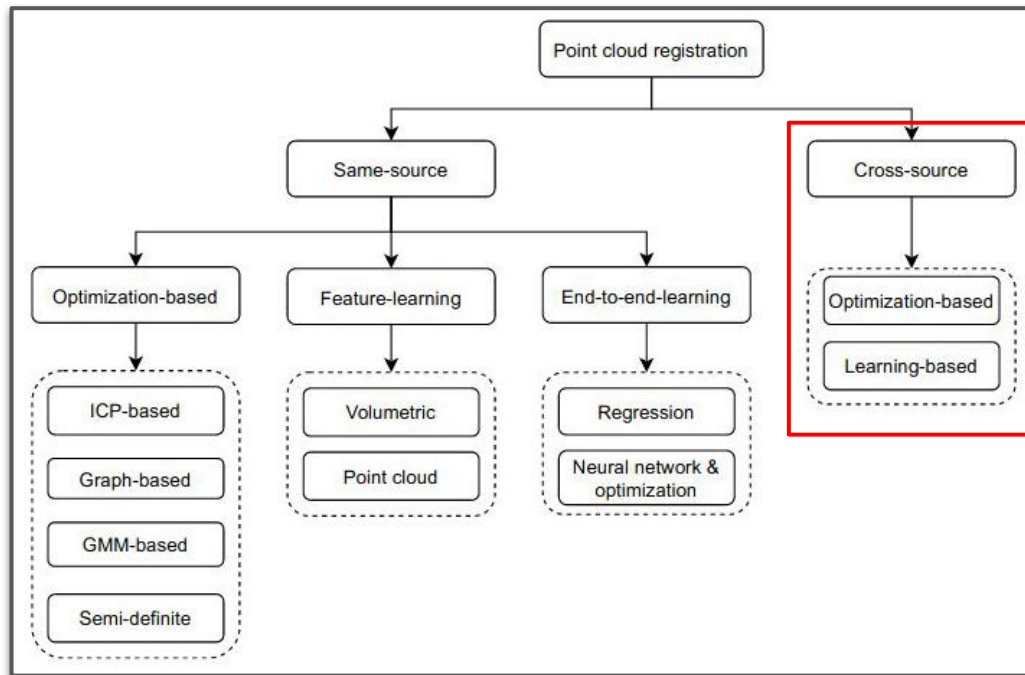 Point cloud registration
Same-source
Cross-source
Optimization-based
Feature-learning
End-to-end-learning
Optimization-based
Learning-based
ICP-based
Graph-based
GMM-based
Semi-definite
Volumetric
Point cloud
Regression
Neural network &
optimization